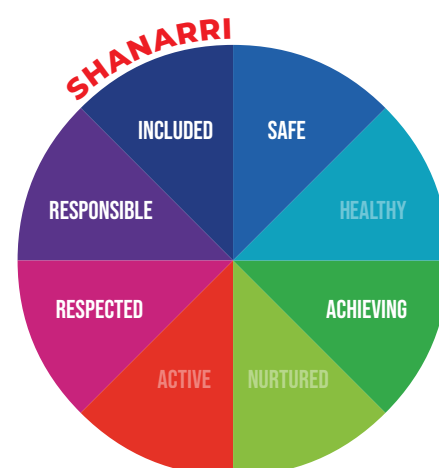 SHANARRI
SAFE
HEALTHY
ACHIEVING
NURTURED
ACTIVE
RESPECTED
RESPONSIBLE
INCLUDED